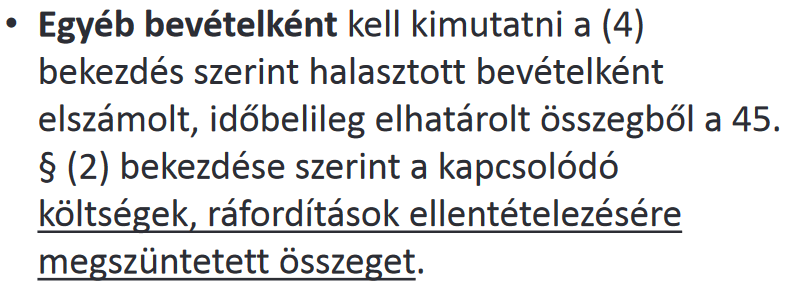 • Egyéb bevételként kell kimutatni a (4)
bekezdés szerint halasztott bevételként
elszámolt, időbelileg elhatárolt összegből a 45.
§ (2) bekezdése szerint a kapcsolódó
költségek, ráfordítások ellentételezésére
megszüntetett összeget.